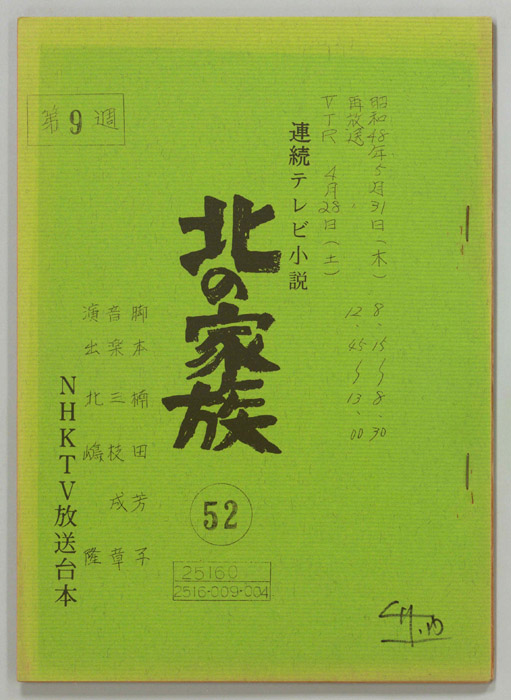 第9週
昭和48年5月31日(木) 8.15〜8.30
再放送 12.45〜13.00
VTR 4月28日(土)
連続テレビ小説
北の家族
52
脚本 楠田芳子
音楽 三枝成章
演出 北嶋隆
NHKTV放送台本
25160
2516-009-004